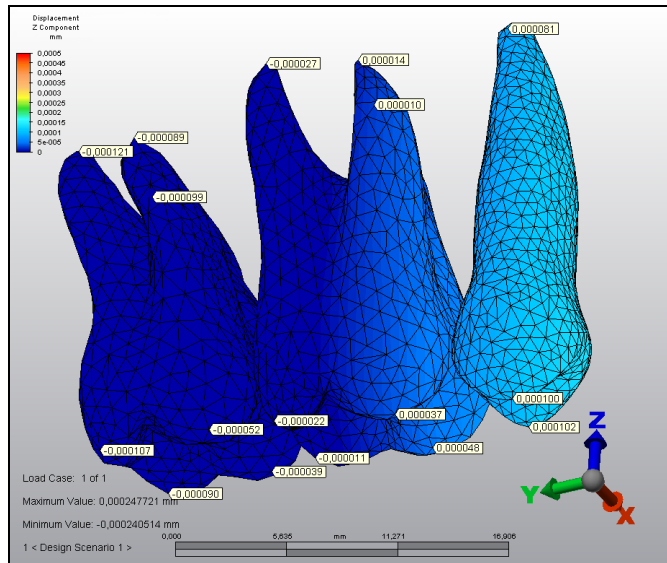 Displacement
Z Component
mm
0,0005
0,00045
0,0004
0,00035
0,0003
0,00025
0,0002
0,00015
0,0001
5e-005
0
0,000081
-0,000027
0,000014
0,000010
-0,000089
-0,000121
-0,000099
0,000100
0,000037
-0,000022
0,000102
-0,000052
0,000048
-0,000107
-0,000011
-0,000039
-0,000090
Z
Y
X
Load Case: 1 of 1
Maximum Value: 0,000247721 mm
Minimum Value: -0,000240514 mm
1 < Design Scenario 1 >
0,000 5,635 mm 11,271 16,906